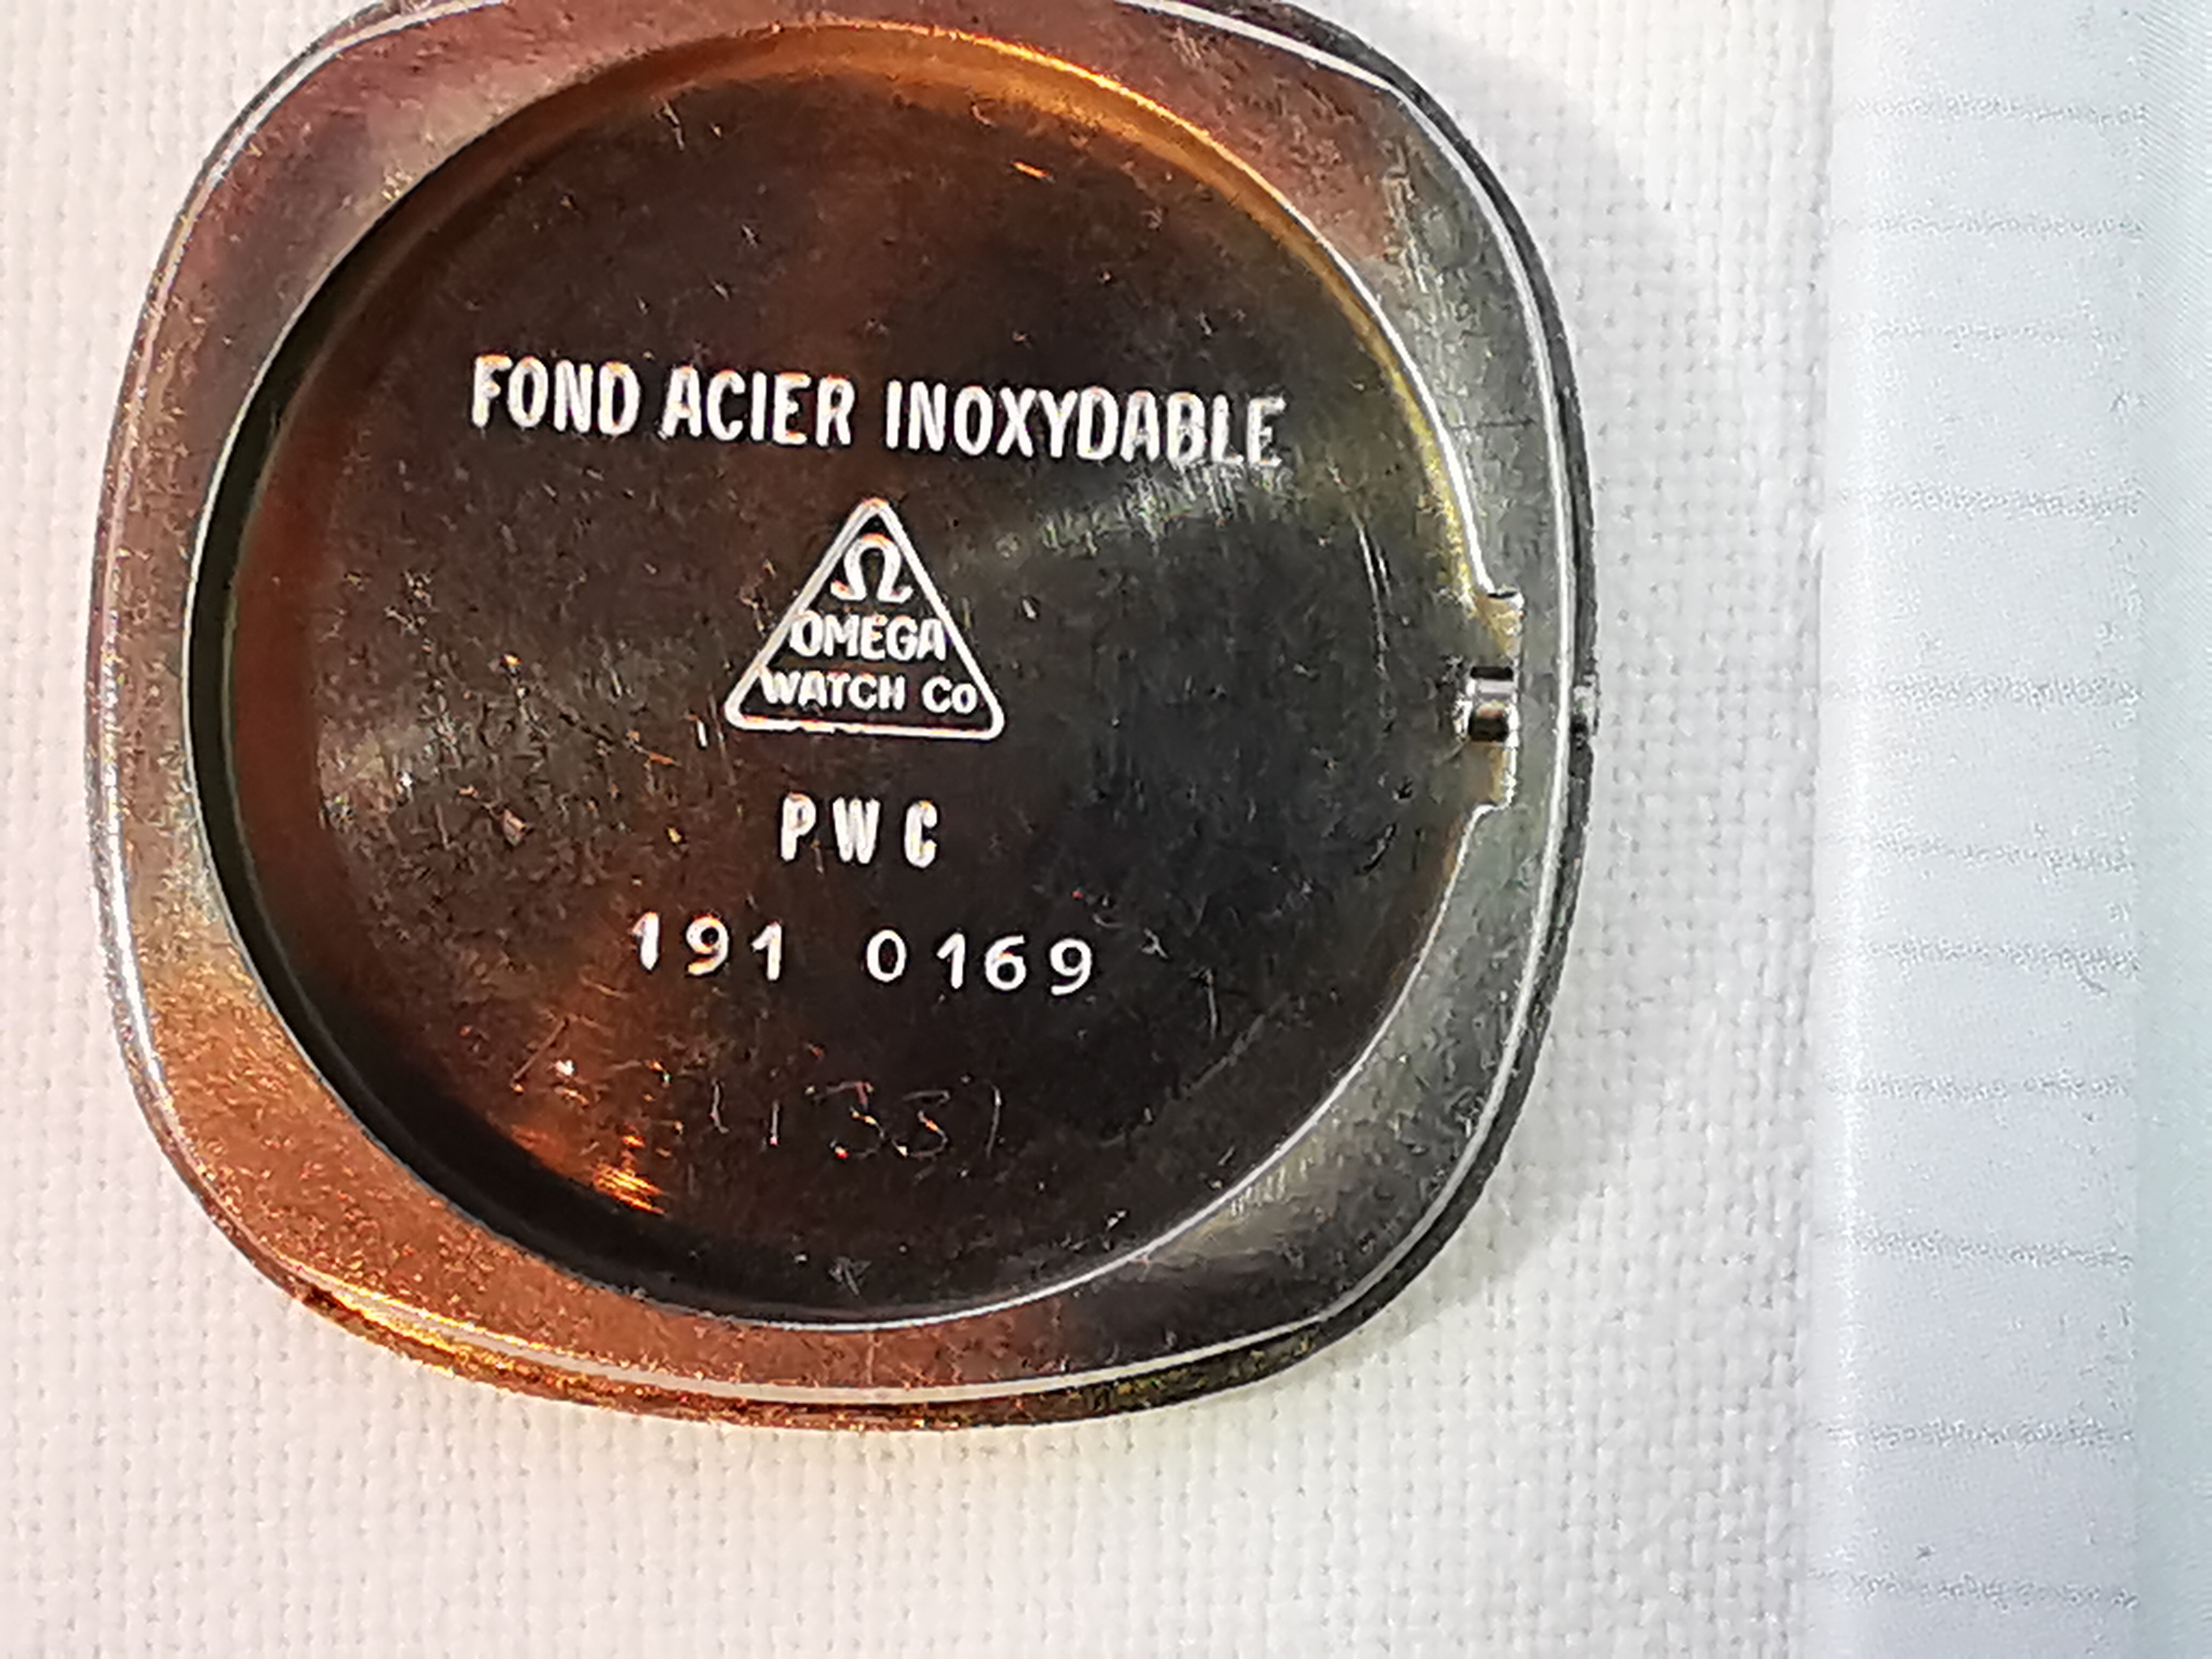 FOND ACIER INOXYDABLE
Ω
OMEGA
WATCH Co
PWC
191 0169